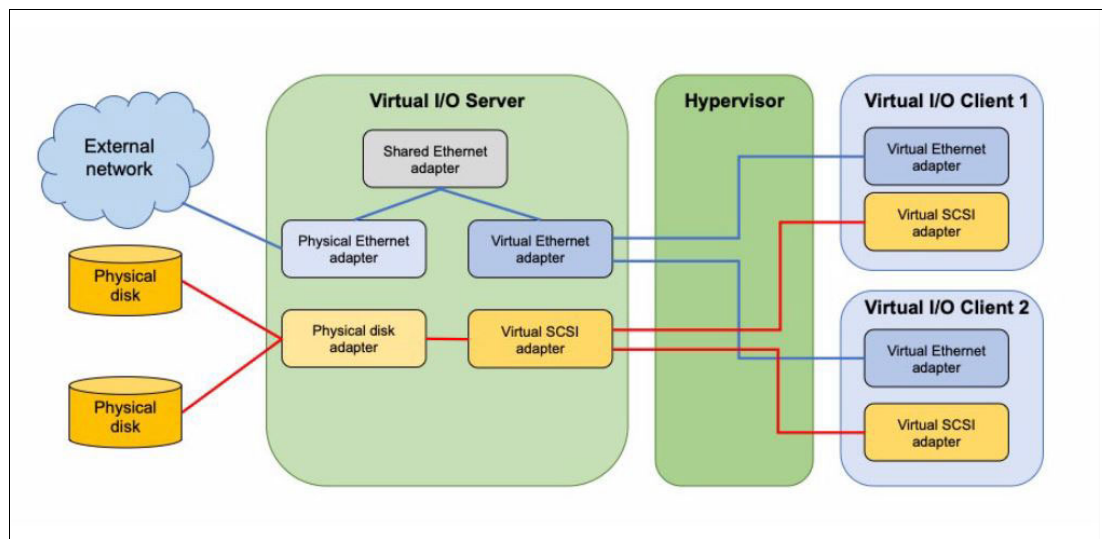 External
network
Physical
disk
Physical
disk
Virtual I/O Server
Shared Ethernet
adapter
Physical Ethernet
adapter
Virtual Ethernet
adapter
Physical disk
adapter
Virtual SCSI
adapter
Hypervisor
Virtual I/O Client 1
Virtual Ethernet
adapter
Virtual SCSI
adapter
Virtual I/O Client 2
Virtual Ethernet
adapter
Virtual SCSI
adapter